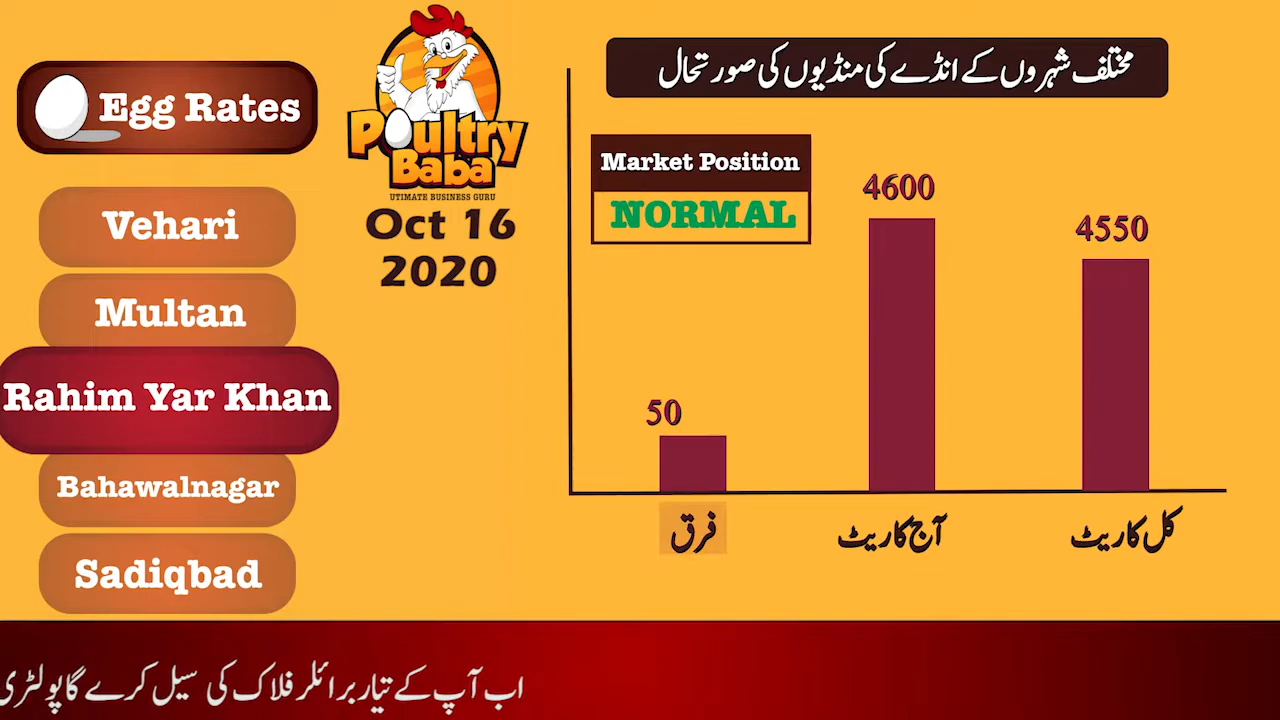 Egg Rates
Vehari
Multan
Rahim Yar Khan
Bahawalnagar
Sadiqbad
Poultry
Baba
UTIMATE BUSINESS GURU
Oct 16
2020
مختلف شہروں کے انڈے کی منڈیوں کی صورتحال
Market Position
NORMAL
50
4600
4550
فرق
آج کا ریٹ
کل کا ریٹ
اب آپ کے تیار برائلر فلاک کی سیل کرے گا پولٹری